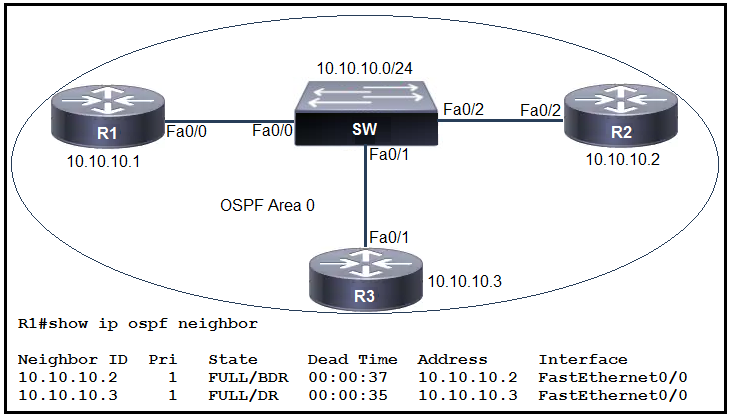 10.10.10.0/24
Fa0/2 Fa0/2
R1 Fa0/0 Fa0/0 SW R2
10.10.10.1 Fa0/1 10.10.10.2
OSPF Area 0
Fa0/1
R3 10.10.10.3
R1#show ip ospf neighbor
Neighbor ID Pri State Dead Time Address Interface
10.10.10.2 1 FULL/BDR 00:00:37 10.10.10.2 FastEthernet0/0
10.10.10.3 1 FULL/DR 00:00:35 10.10.10.3 FastEthernet0/0